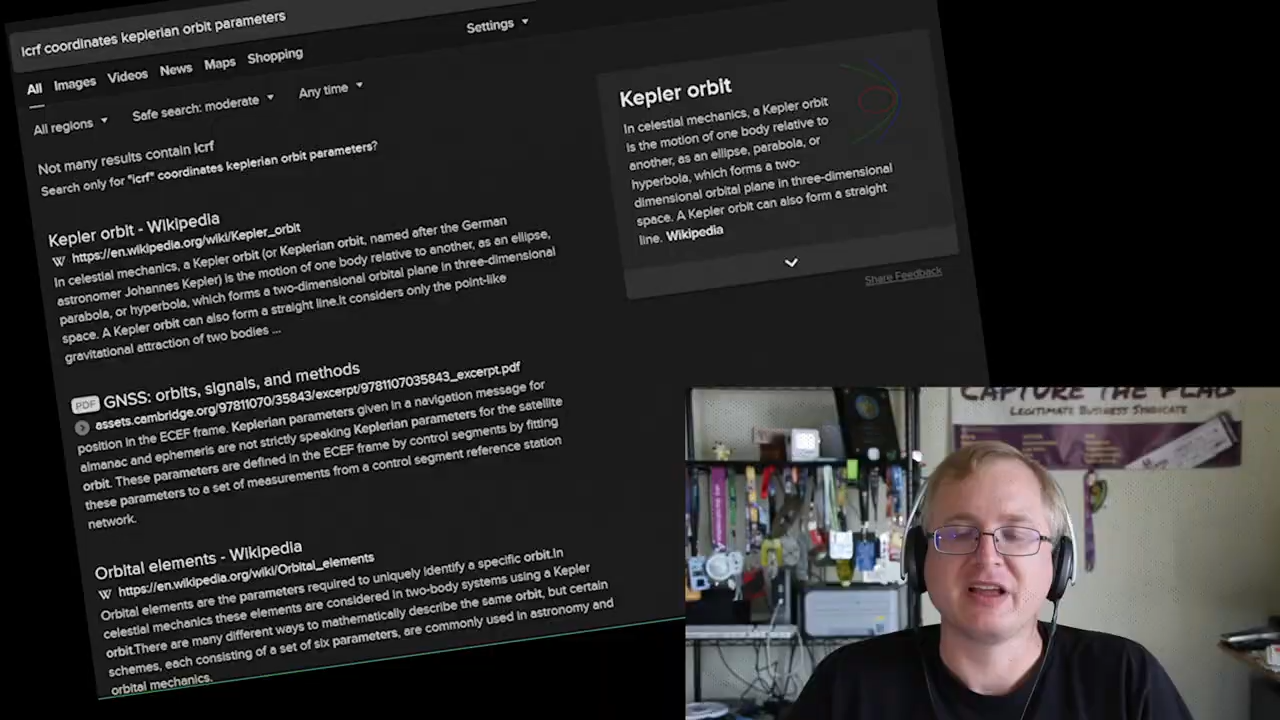 icrf coordinates keplerian orbit parameters
All Images Videos News Maps Shopping
Settings
All regions
Safe search: moderate
Any time
Not many results contain icrf
Search only for "icrf" coordinates keplerian orbit parameters?
Kepler orbit - Wikipedia
W https://en.wikipedia.org/wiki/Kepler_orbit
In celestial mechanics, a Kepler orbit (or Keplerian orbit, named after the German
astronomer Johannes Kepler) is the motion of one body relative to another, as an ellipse,
parabola, or hyperbola, which forms a two-dimensional orbital plane in three-dimensional
space. A Kepler orbit can also form a straight line.It considers only the point-like
gravitational attraction of two bodies ...
PDF GNSS: orbits, signals, and methods
assets.cambridge.org/97811070/35843/excerpt/9781107035843_excerpt.pdf
position in the ECEF frame. Keplerian parameters given in a navigation message for
almanac and ephemeris are not strictly speaking Keplerian parameters for the satellite
orbit. These parameters are defined in the ECEF frame by control segments by fitting
these parameters to a set of measurements from a control segment reference station
network.
Orbital elements - Wikipedia
W https://en.wikipedia.org/wiki/Orbital_elements
Orbital elements are the parameters required to uniquely identify a specific orbit.In
celestial mechanics these elements are considered in two-body systems using a Kepler
orbit.There are many different ways to mathematically describe the same orbit, but certain
schemes, each consisting of a set of six parameters, are commonly used in astronomy and
orbital mechanics.
Kepler orbit
In celestial mechanics, a Kepler orbit
is the motion of one body relative to
another, as an ellipse, parabola, or
hyperbola, which forms a two-
dimensional orbital plane in three-dimensional
space. A Kepler orbit can also form a straight
line. Wikipedia
Share Feedback
CAPTURE THE FLAG
LEGITIMATE BUSINESS SYNDICATE